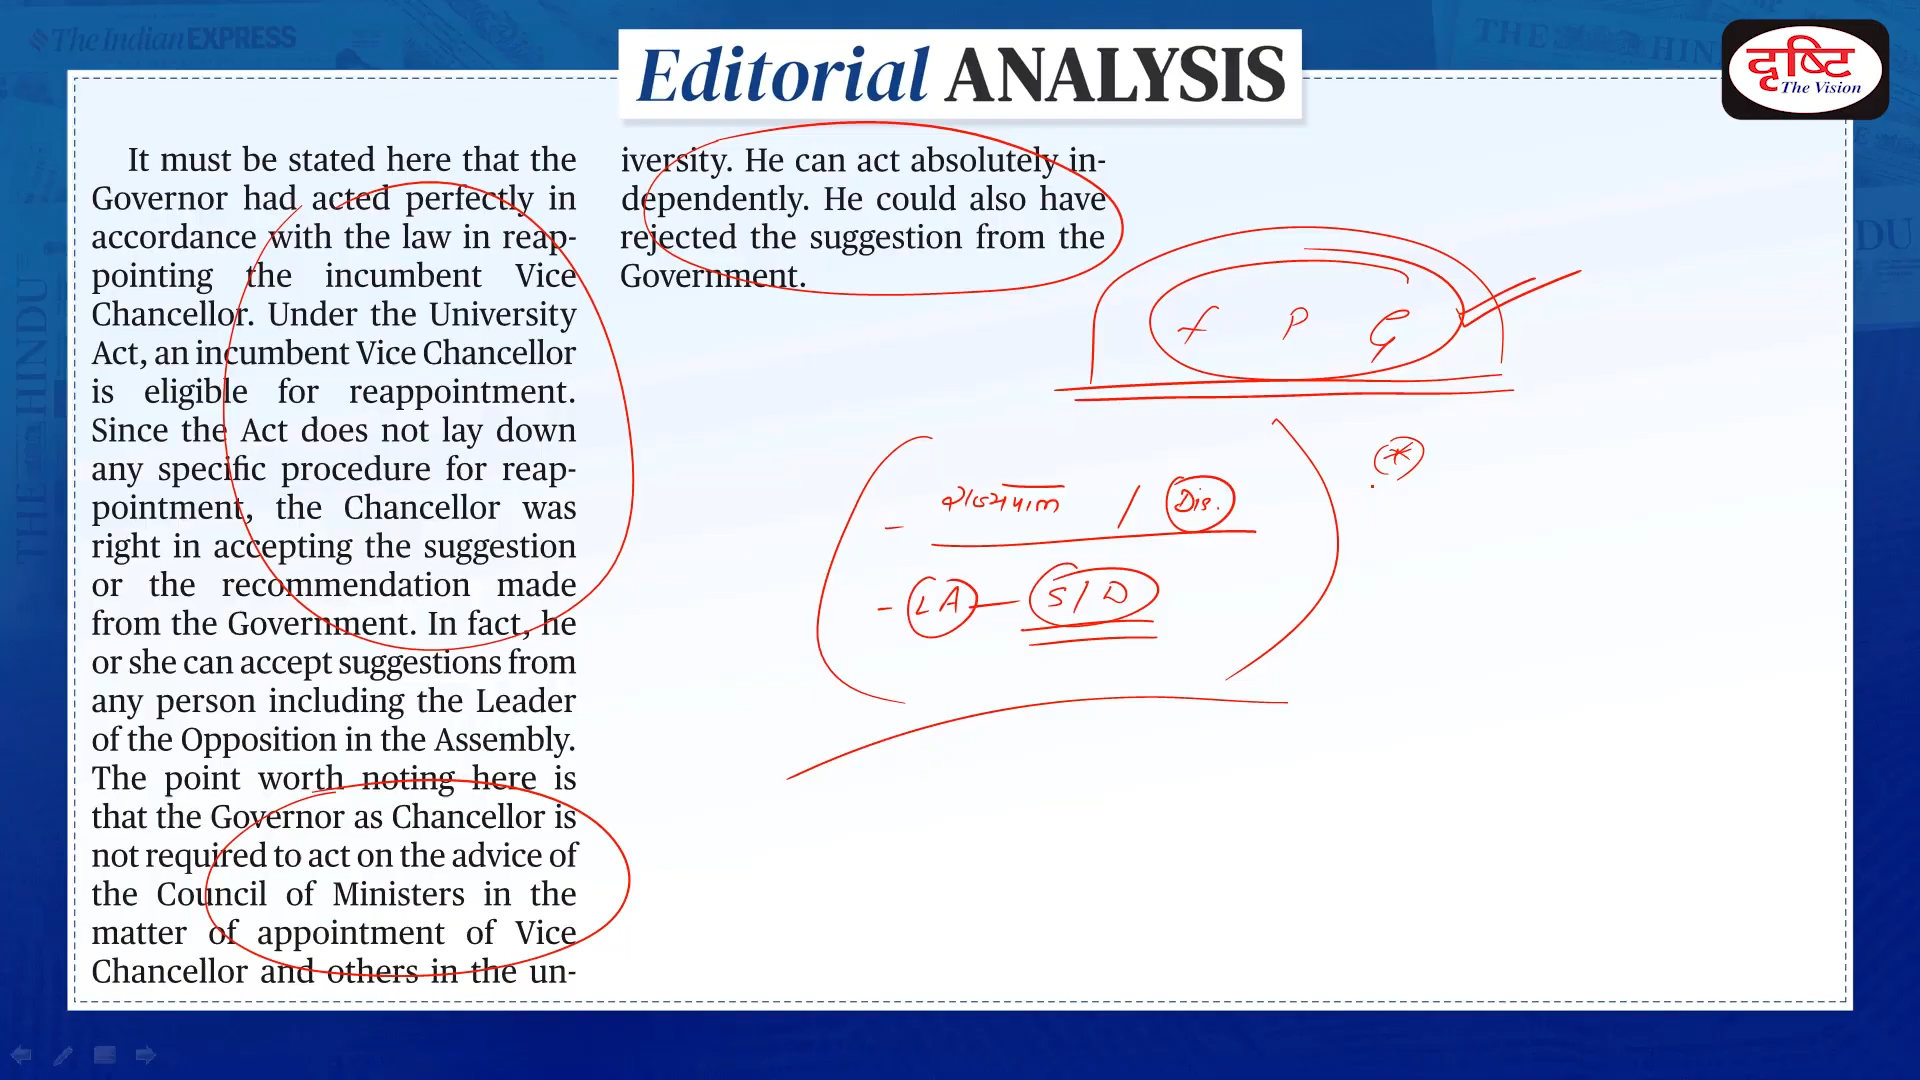 The Indian EXPRESS
Editorial ANALYSIS
दृष्टि
The Vision
It must be stated here that the
Governor had acted perfectly in
accordance with the law in reap-
pointing the incumbent Vice
Chancellor. Under the University
Act, an incumbent Vice Chancellor
is eligible for reappointment.
Since the Act does not lay down
any specific procedure for reap-
pointment, the Chancellor was
right in accepting the suggestion
or the recommendation made
from the Government. In fact, he
or she can accept suggestions from
any person including the Leader
of the Opposition in the Assembly.
The point worth noting here is
that the Governor as Chancellor is
not required to act on the advice of
the Council of Ministers in the
matter of appointment of Vice
Chancellor and others in the un-
iversity. He can act absolutely in-
dependently. He could also have
rejected the suggestion from the
Government.
f P G
राज्यपाल / Dis.
- LA — S/D
THE HINDU